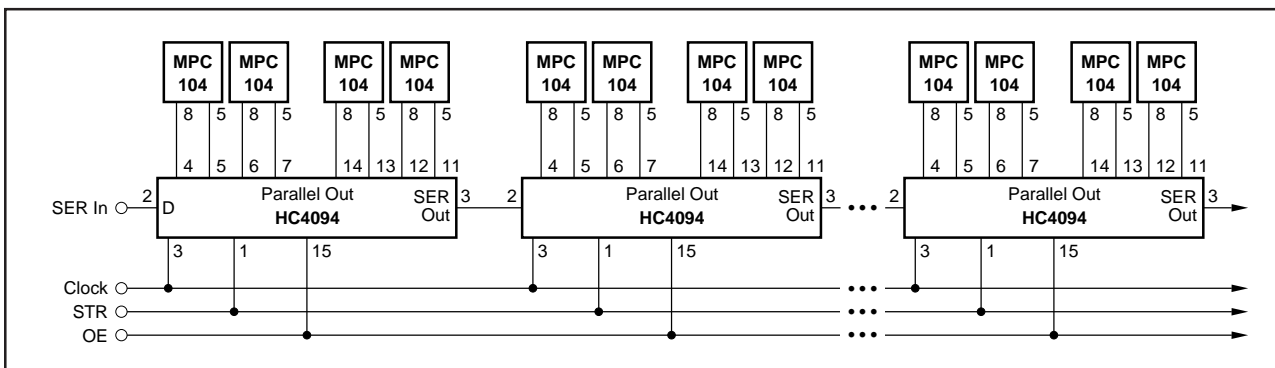 MPC 104 MPC 104 MPC 104 MPC 104 MPC 104 MPC 104 MPC 104 MPC 104 MPC 104 MPC 104 MPC 104 MPC 104
8 5 8 5 8 5 8 5 8 5 8 5 8 5 8 5 8 5 8 5 8 5 8 5
4 5 6 7 14 13 12 11 4 5 6 7 14 13 12 11 4 5 6 7 14 13 12 11
SER In 2 D Parallel Out HC4094 SER Out 3 2 Parallel Out HC4094 SER Out 3 ••• 2 Parallel Out HC4094 SER Out 3
3 1 15 3 1 15 3 1 15
Clock •••
STR •••
OE •••